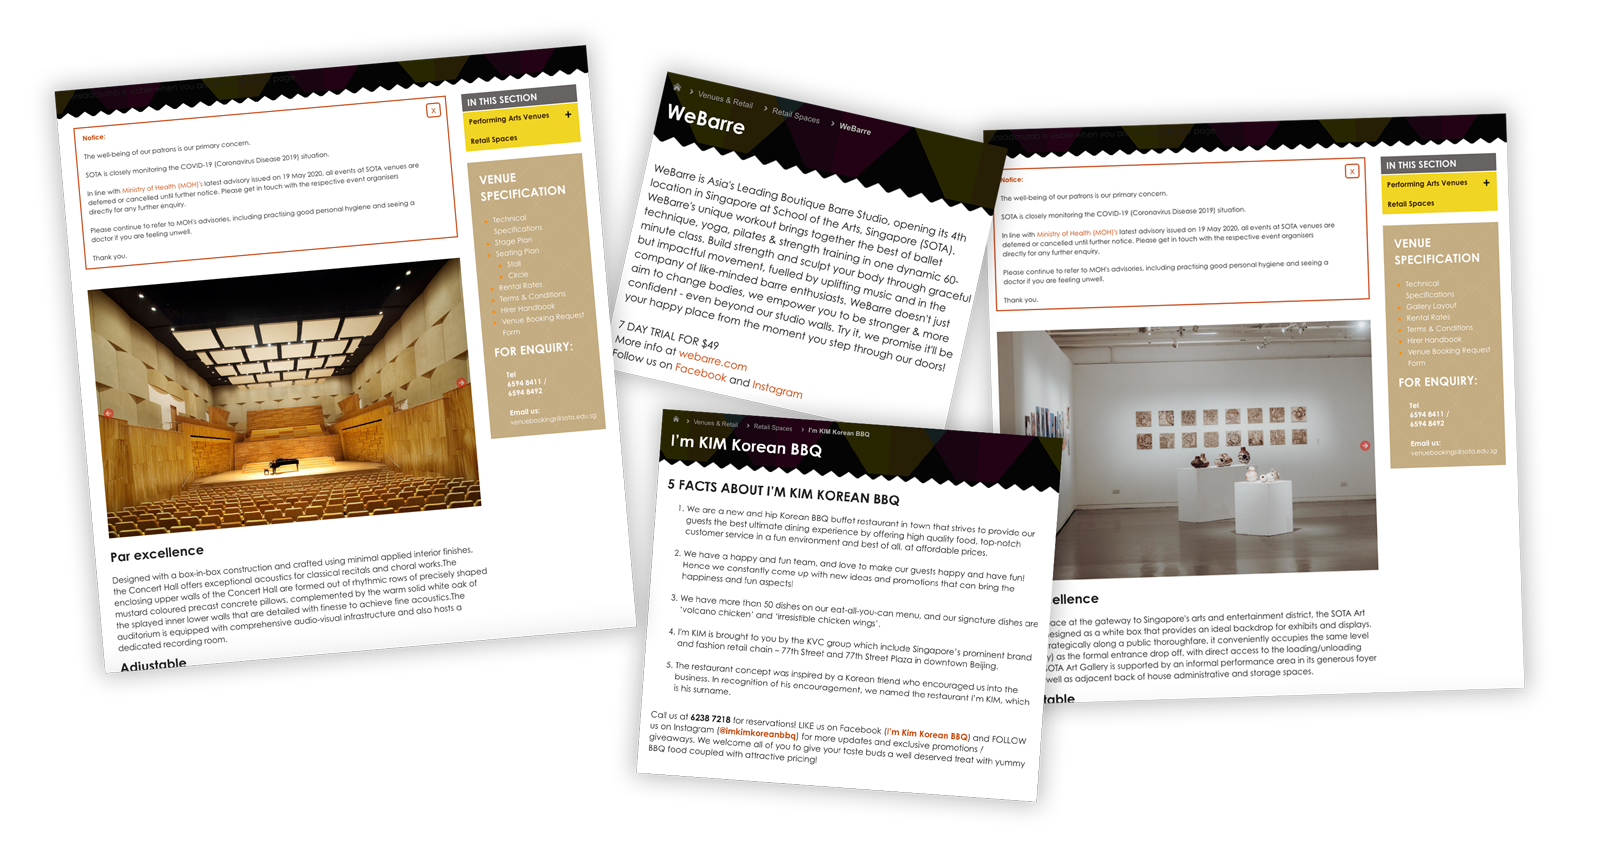 Notice:
X
The well-being of our patrons is our primary concern.
SOTA is closely monitoring the COVID-19 (Coronavirus Disease 2019) situation.
In line with Ministry of Health (MOH)'s latest advisory issued on 19 May 2020, all events of SOTA venues are
deferred or cancelled until further notice. Please get in touch with the respective event organisers
directly for any further enquiry.
Please continue to refer to MOH's advisories, including practising good personal hygiene and seeing a
doctor if you are feeling unwell.
Thank you.
IN THIS SECTION
Performing Arts Venues +
Retail Spaces
VENUE
SPECIFICATION
Technical
Specifications
Stage Plan
Seating Plan
Stall
Circle
Rental Rates
Terms & Conditions
Hirer Handbook
Venue Booking Request
Form
FOR ENQUIRY:
Tel
6594 8411 /
6594 8492
Email us:
venuebookings@sota.edu.sg
Par excellence
Designed with a box-in-box construction and crafted using minimal applied interior finishes,
the Concert Hall offers exceptional acoustics for classical recitals and choral works.The
enclosing upper walls of the Concert Hall are formed out of rhythmic rows of precisely shaped
mustard coloured precast concrete pillows, complemented by the warm solid white oak of
the splayed inner lower walls that are detailed with finesse to achieve fine acoustics.The
auditorium is equipped with comprehensive audio-visual infrastructure and also hosts a
dedicated recording room.
Adjustable
> Venues & Retail > Retail Spaces > WeBarre
WeBarre
WeBarre is Asia's Leading Boutique Barre Studio, opening its 4th
location in Singapore at School of the Arts, Singapore (SOTA).
WeBarre's unique workout brings together the best of ballet
technique, yoga, pilates & strength training in one dynamic 60-
minute class. Build strength and sculpt your body through graceful
but impactful movement, fuelled by uplifting music and in the
company of like-minded barre enthusiasts. WeBarre doesn't just
aim to change bodies, we empower you to be stronger & more
confident - even beyond our studio walls. Try it, we promise it'll be
your happy place from the moment you step through our doors!
7 DAY TRIAL FOR $49
More info at webarre.com
Follow us on Facebook and Instagram
> Venues & Retail > Retail Spaces > I'm KIM Korean BBQ
I'm KIM Korean BBQ
5 FACTS ABOUT I'M KIM KOREAN BBQ
1. We are a new and hip Korean BBQ buffet restaurant in town that strives to provide our
guests the best ultimate dining experience by offering high quality food, top-notch
customer service in a fun environment and best of all, at affordable prices.
2. We have a happy and fun team, and love to make our guests happy and have fun!
Hence we constantly come up with new ideas and promotions that can bring the
happiness and fun aspects!
3. We have more than 50 dishes on our eat-all-you-can menu, and our signature dishes are
'volcano chicken' and 'irresistible chicken wings'.
4. I'm KIM is brought to you by the KVC group which include Singapore's prominent brand
and fashion retail chain – 77th Street and 77th Street Plaza in downtown Beijing.
5. The restaurant concept was inspired by a Korean friend who encouraged us into the
business. In recognition of his encouragement, we named the restaurant I'm KIM, which
is his surname.
Call us at 6238 7218 for reservations! LIKE us on Facebook (I'm Kim Korean BBQ) and FOLLOW
us on Instagram (@imkimkoreanbbq) for more updates and exclusive promotions /
giveaways. We welcome all of you to give your taste buds a well deserved treat with yummy
BBQ food coupled with attractive pricing!
Notice:
X
The well-being of our patrons is our primary concern.
SOTA is closely monitoring the COVID-19 (Coronavirus Disease 2019) situation.
In line with Ministry of Health (MOH)'s latest advisory issued on 19 May 2020, all events of SOTA venues are
deferred or cancelled until further notice. Please get in touch with the respective event organisers
directly for any further enquiry.
Please continue to refer to MOH's advisories, including practising good personal hygiene and seeing a
doctor if you are feeling unwell.
Thank you.
IN THIS SECTION
Performing Arts Venues +
Retail Spaces
VENUE
SPECIFICATION
Technical
Specifications
Gallery Layout
Rental Rates
Terms & Conditions
Hirer Handbook
Venue Booking Request
Form
FOR ENQUIRY:
Tel
6594 8411 /
6594 8492
Email us:
venuebookings@sota.edu.sg
ellence
ace at the gateway to Singapore's arts and entertainment district, the SOTA Art
esigned as a white box that provides an ideal backdrop for exhibits and displays.
rategically along a public thoroughfare, it conveniently occupies the same level
y) as the formal entrance drop off, with direct access to the loading/unloading
OTA Art Gallery is supported by an informal performance area in its generous foyer
well as adjacent back of house administrative and storage spaces.
table